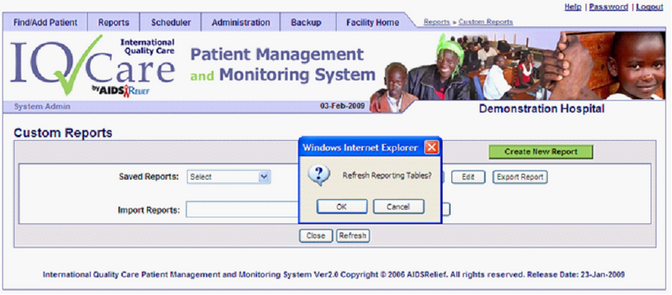 Help | Password | Logout
Find/Add Patient Reports Scheduler Administration Backup Facility Home Reports » Custom Reports
IQCare International Quality Care
by AIDSRelief
Patient Management and Monitoring System
System Admin 03-Feb-2009 Demonstration Hospital
Custom Reports
Windows Internet Explorer
Create New Report
Saved Reports: Select Refresh Reporting Tables? Edit Export Report
Import Reports: OK Cancel
Close Refresh
International Quality Care Patient Management and Monitoring System Ver2.0 Copyright © 2006 AIDSRelief. All rights reserved. Release Date: 23-Jan-2009